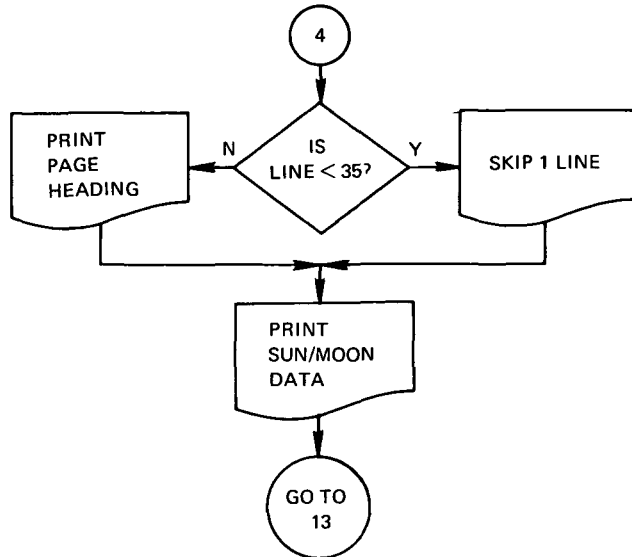 4
IS
LINE < 35?
N
Y
PRINT
PAGE
HEADING
SKIP 1 LINE
PRINT
SUN/MOON
DATA
GO TO
13